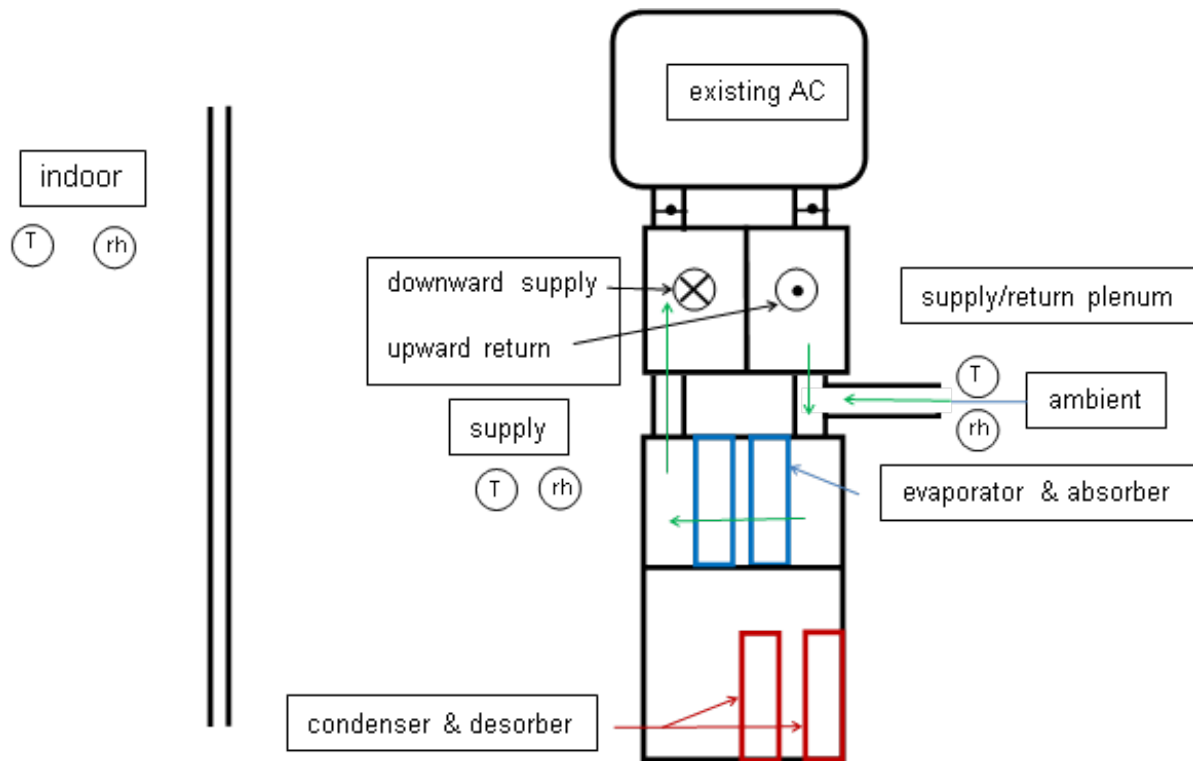 existing AC
indoor
T
rh
downward supply
upward return
supply/return plenum
T
ambient
rh
supply
T
rh
evaporator & absorber
condenser & desorber